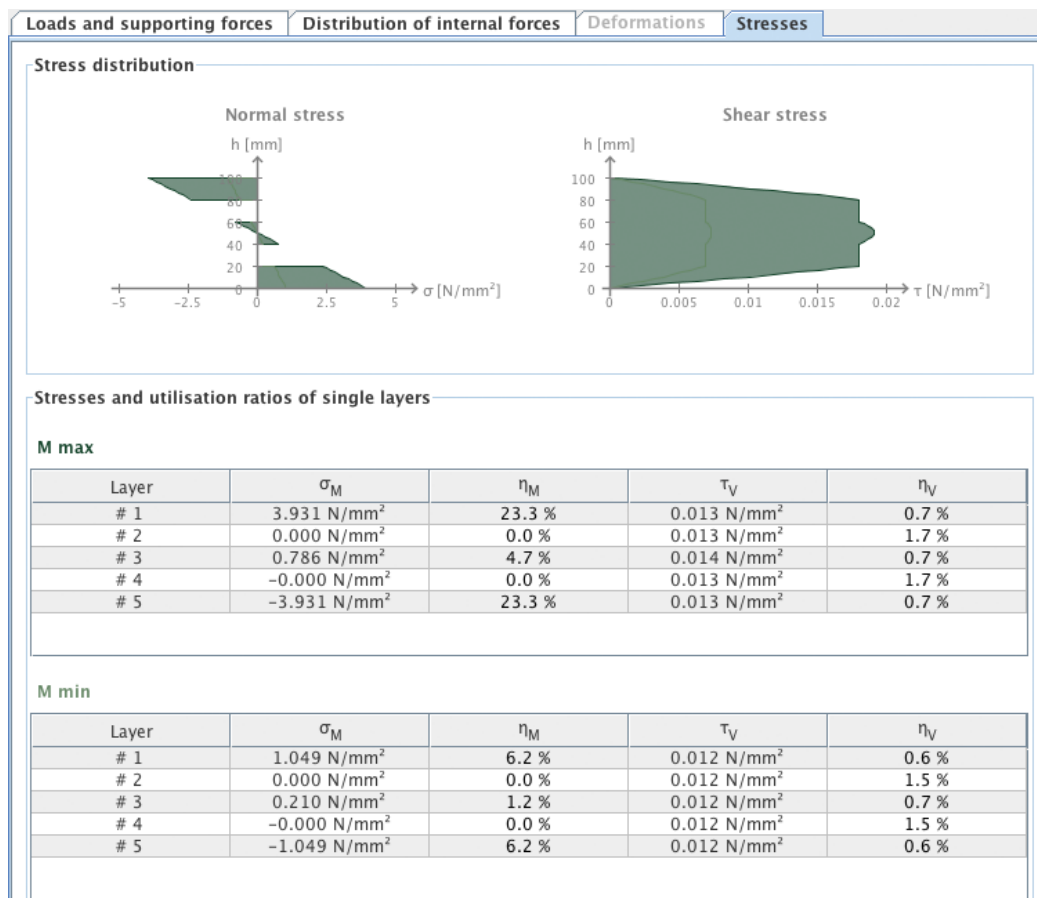 Loads and supporting forces Distribution of internal forces Deformations Stresses
Stress distribution
Normal stress Shear stress
h [mm] h [mm]
100 100
80 80
60 60
40 40
20 20
0 0
σ [N/mm²] τ [N/mm²]
-5 -2.5 0 2.5 5 0 0.005 0.01 0.015 0.02
Stresses and utilisation ratios of single layers
M max
Layer σM ηM τV ηV
# 1 3.931 N/mm² 23.3 % 0.013 N/mm² 0.7 %
# 2 0.000 N/mm² 0.0 % 0.013 N/mm² 1.7 %
# 3 0.786 N/mm² 4.7 % 0.014 N/mm² 0.7 %
# 4 -0.000 N/mm² 0.0 % 0.013 N/mm² 1.7 %
# 5 -3.931 N/mm² 23.3 % 0.013 N/mm² 0.7 %
M min
Layer σM ηM τV ηV
# 1 1.049 N/mm² 6.2 % 0.012 N/mm² 0.6 %
# 2 0.000 N/mm² 0.0 % 0.012 N/mm² 1.5 %
# 3 0.210 N/mm² 1.2 % 0.012 N/mm² 0.7 %
# 4 -0.000 N/mm² 0.0 % 0.012 N/mm² 1.5 %
# 5 -1.049 N/mm² 6.2 % 0.012 N/mm² 0.6 %